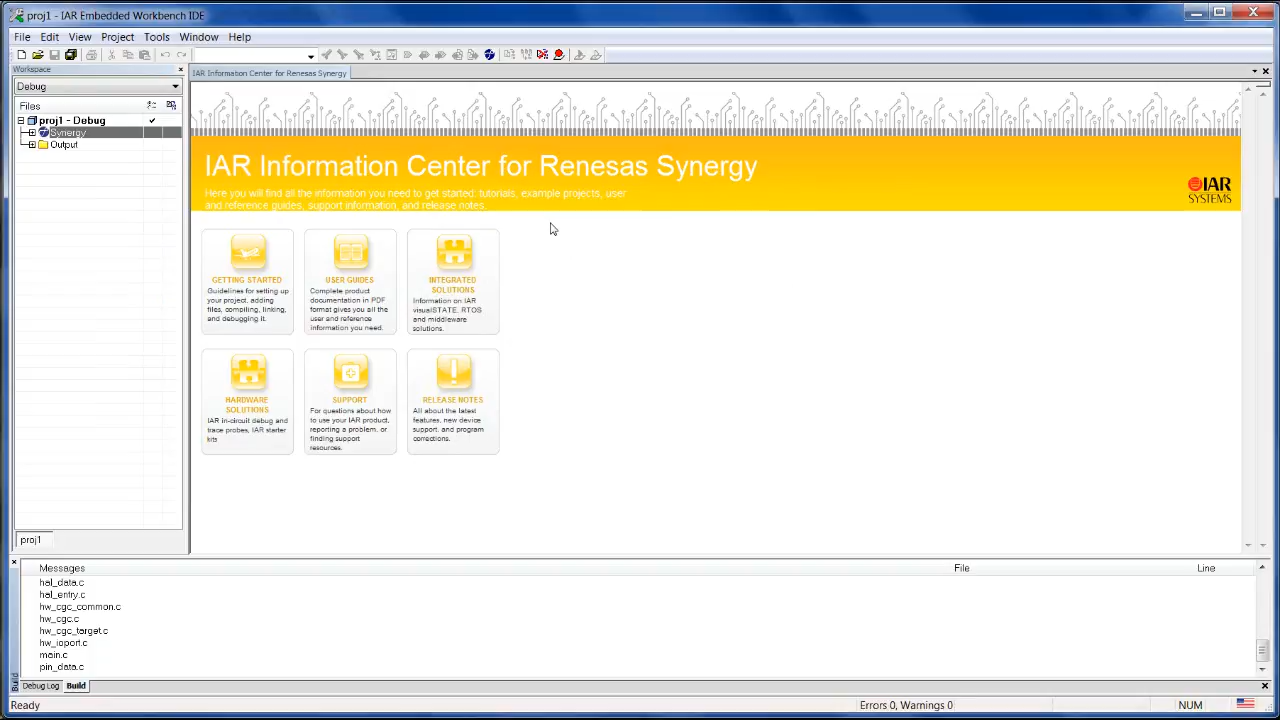 proj1 - IAR Embedded Workbench IDE
File Edit View Project Tools Window Help
Workspace
IAR Information Center for Renesas Synergy
Debug
Files
proj1 - Debug
Synergy
Output
IAR Information Center for Renesas Synergy
Here you will find all the information you need to get started: tutorials, example projects, user
and reference guides, support information, and release notes.
IAR
SYSTEMS
GETTING STARTED
Guidelines for setting up
your project, adding
files, compiling, linking,
and debugging it.
USER GUIDES
Complete product
documentation in PDF
format gives you all the
user and reference
information you need.
INTEGRATED
SOLUTIONS
Information on IAR
visualSTATE, RTOS
and middleware
solutions.
HARDWARE
SOLUTIONS
IAR in-circuit debug and
trace probes, IAR starter
kits
SUPPORT
For questions about how
to use your IAR product,
reporting a problem, or
finding support
resources.
RELEASE NOTES
All about the latest
features, new device
support, and program
corrections.
proj1
Messages File Line
hal_data.c
hal_entry.c
hw_cgc_common.c
hw_cgc.c
hw_cgc_target.c
hw_ioport.c
main.c
pin_data.c
Build
Debug Log Build
Ready Errors 0, Warnings 0 NUM